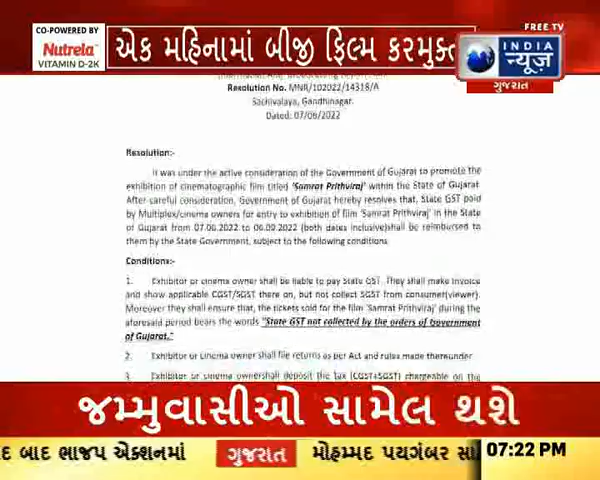 CO-POWERED BY
Nutrela
VITAMIN D-2K
એક મહિનામાં બીજી ફિલ્મ કરમુક્ત
FREE TV
INDIA
ન્યૂઝ
ગુજરાત
Resolution No. MNR/102022/14318/A
Sachivalaya, Gandhinagar.
Dated: 07/06/2022
Resolution:-
It was under the active consideration of the Government of Gujarat to promote the
exhibition of cinematographic film titled 'Samrat Prithviraj' within the State of Gujarat.
After careful consideration, Government of Gujarat hereby resolves that, State GST paid
by Multiplex/cinema owners for entry to exhibition of film 'Samrat Prithviraj' in the State
of Gujarat from 07.06.2022 to 06.09.2022 (both dates inclusive)shall be reimbursed to
them by the State Government, subject to the following conditions
Conditions:-
1. Exhibitor or cinema owner shall be liable to pay State GST. They shall make invoice
and show applicable CGST/SGST there on, but not collect SGST from consumer(viewer).
Moreover they shall ensure that, the tickets sold for the film 'Samrat Prithviraj' during the
aforesaid period bears the words "State GST not collected by the orders of Government
of Gujarat."
2. Exhibitor or cinema owner shall file returns as per Act and rules made thereunder
3. Exhibitor or cinema ownershall deposit the tax (CGST+SGST) chargeable on the
જમ્મુવાસીઓ સામેલ થશે
દ બાદ ભાજપ એક્શનમાં
ગુજરાત
મોહમ્મદ પયગંબર સા
07:22 PM